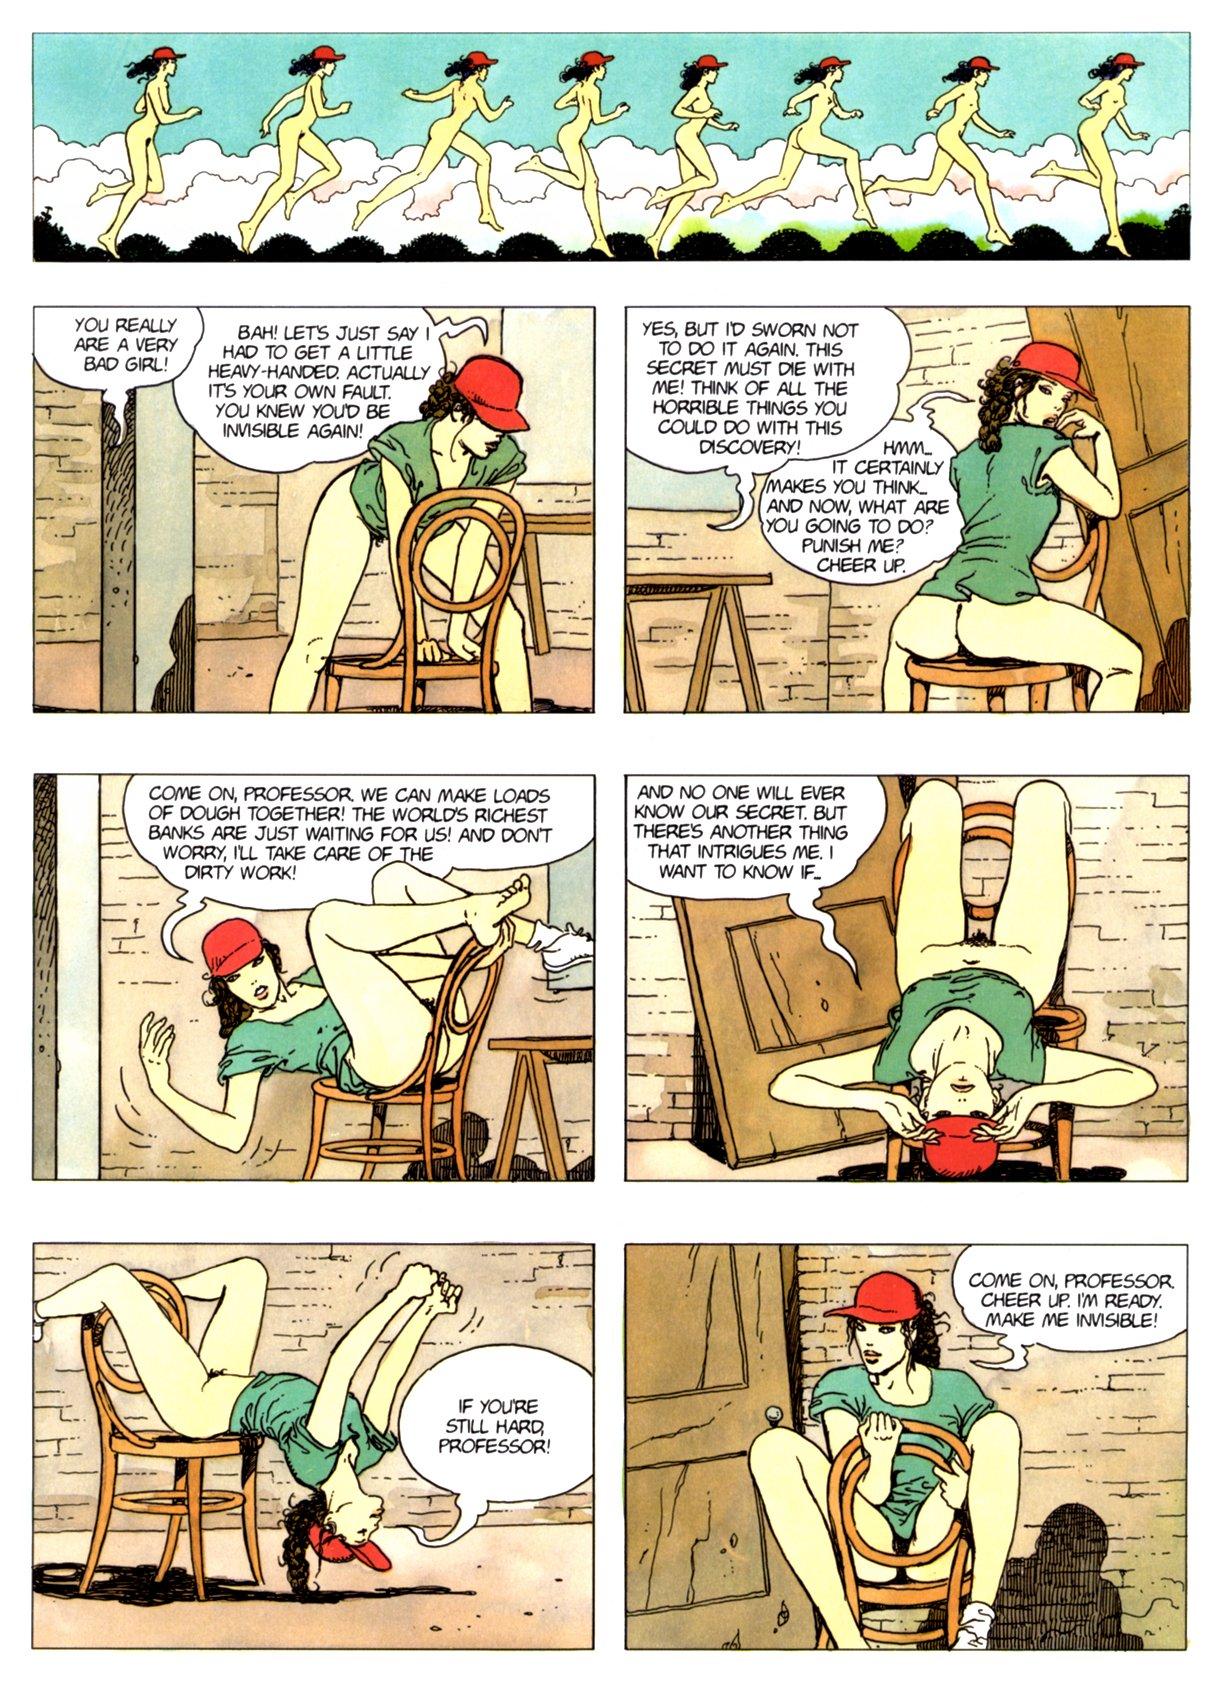 YOU REALLY
ARE A VERY
BAD GIRL!
BAH! LET'S JUST SAY I
HAD TO GET A LITTLE
HEAVY-HANDED. ACTUALLY
IT'S YOUR OWN FAULT.
YOU KNEW YOU'D BE
INVISIBLE AGAIN!
YES, BUT I'D SWORN NOT
TO DO IT AGAIN. THIS
SECRET MUST DIE WITH
ME! THINK OF ALL THE
HORRIBLE THINGS YOU
COULD DO WITH THIS
DISCOVERY!
HMM...
IT CERTAINLY
MAKES YOU THINK...
AND NOW, WHAT ARE
YOU GOING TO DO?
PUNISH ME?
CHEER UP.
COME ON, PROFESSOR. WE CAN MAKE LOADS
OF DOUGH TOGETHER! THE WORLD'S RICHEST
BANKS ARE JUST WAITING FOR US! AND DON'T
WORRY, I'LL TAKE CARE OF THE
DIRTY WORK!
AND NO ONE WILL EVER
KNOW OUR SECRET. BUT
THERE'S ANOTHER THING
THAT INTRIGUES ME. I
WANT TO KNOW IF...
IF YOU'RE
STILL HARD,
PROFESSOR!
COME ON, PROFESSOR.
CHEER UP. I'M READY.
MAKE ME INVISIBLE!